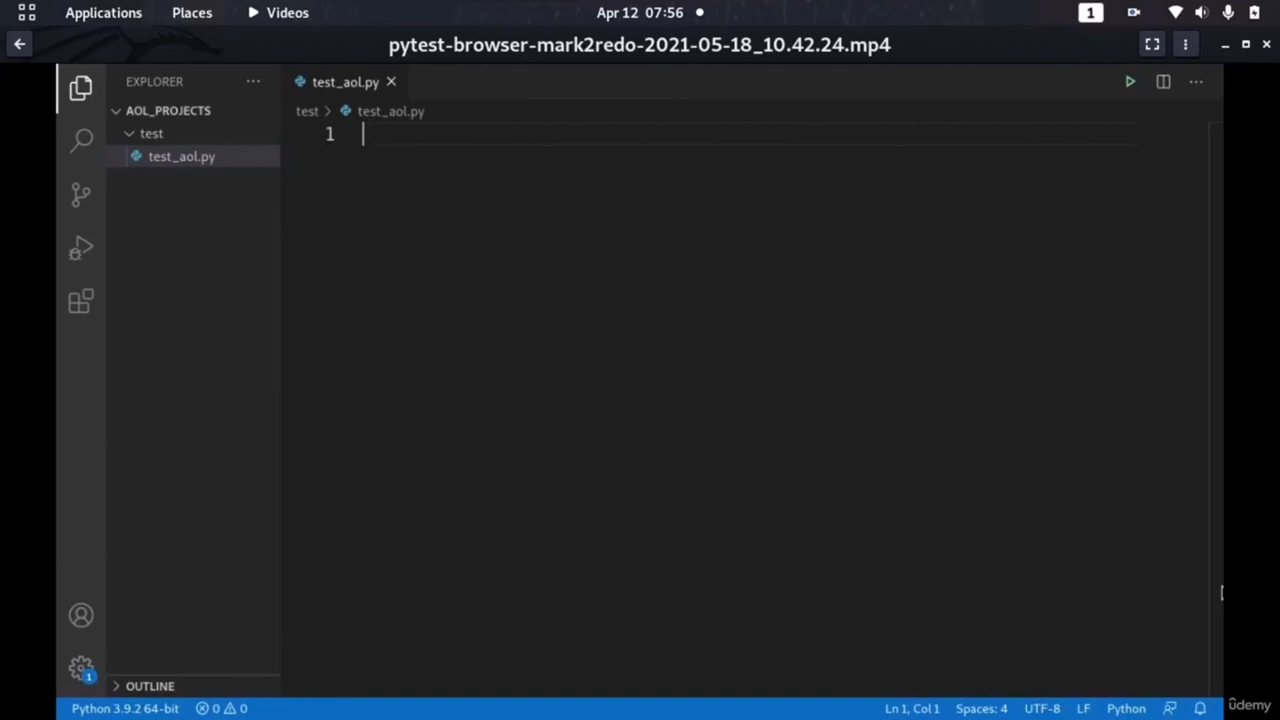 Applications Places Videos Apr 12 07:56 1
pytest-browser-mark2redo-2021-05-18_10.42.24.mp4
EXPLORER
test_aol.py
AOL_PROJECTS
test > test_aol.py
test
1
test_aol.py
1
OUTLINE
Python 3.9.2 64-bit 0 0 Ln 1, Col 1 Spaces: 4 UTF-8 LF Python
ûdemy